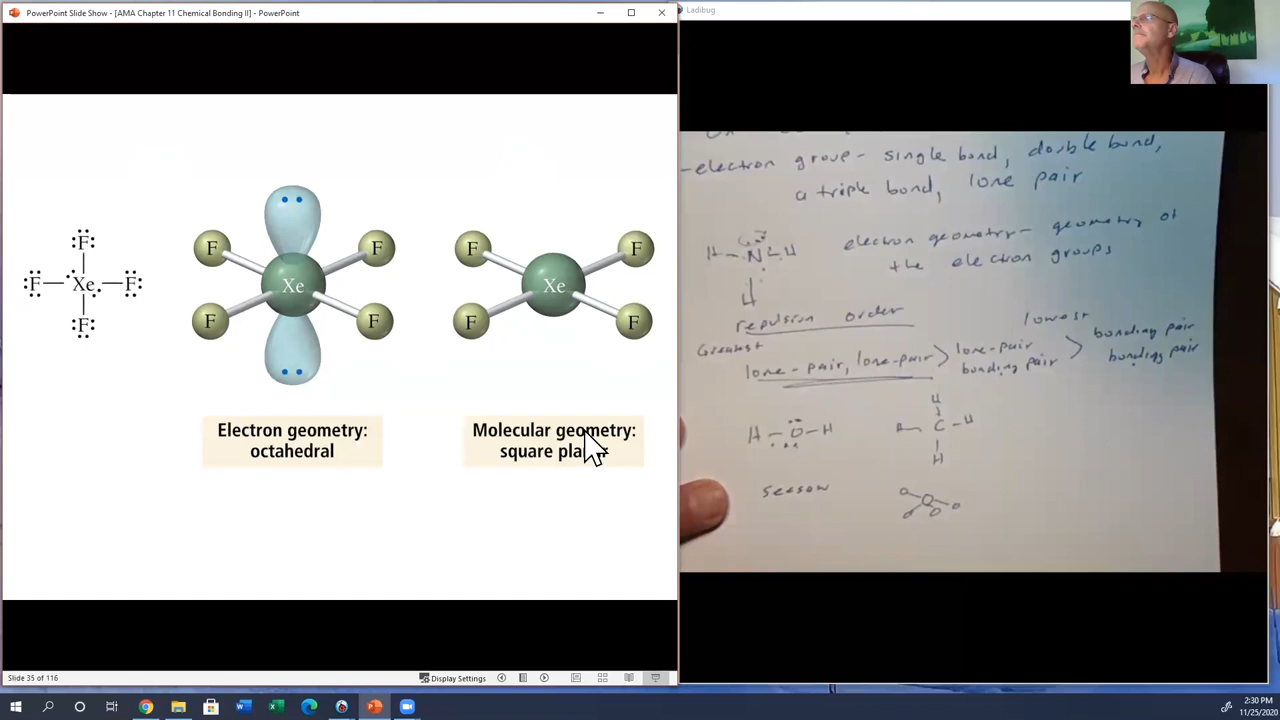 PowerPoint Slide Show - [AMA Chapter 11 Chemical Bonding II] - PowerPoint
Ladibug
F
F Xe F
F
F F
Xe
F F
F F
Xe
F F
Electron geometry:
octahedral
Molecular geometry:
square
-electron group- single bond, double bond,
a triple bond, lone pair
H N H
H
electron geometry- geometry of
the electron groups
repulsion order
Greatest
lowest
lone-pair, lone-pair > lone-pair bonding pair > bonding pair bonding pair
H - O - H
H
C - H
H
seesaw
Slide 35 of 116
Display Settings
2:30 PM
11/25/2020